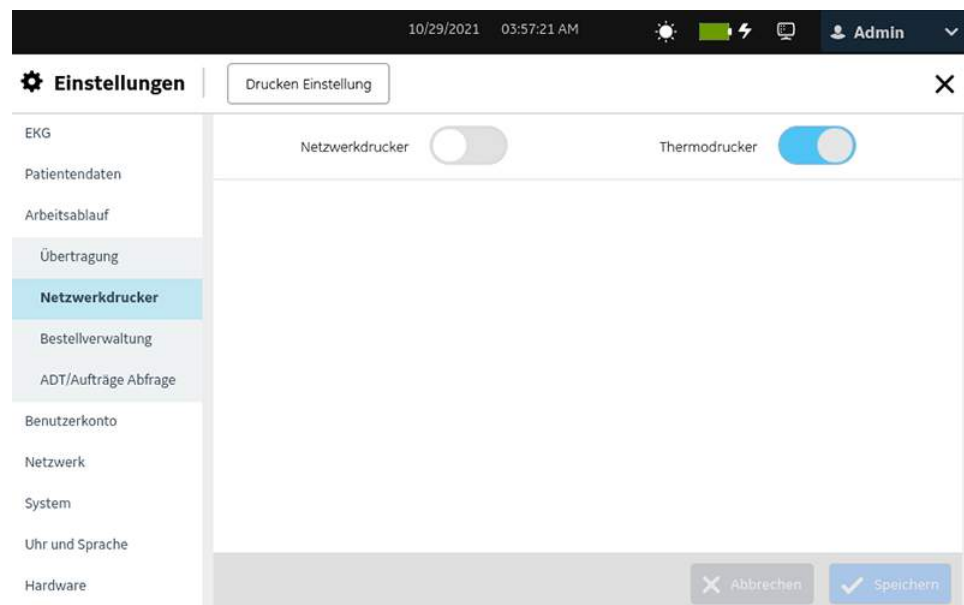 10/29/2021 03:57:21 AM Admin
Einstellungen Drucken Einstellung
EKG
Netzwerkdrucker Thermodrucker
Patientendaten
Arbeitsablauf
Übertragung
Netzwerkdrucker
Bestellverwaltung
ADT/Aufträge Abfrage
Benutzerkonto
Netzwerk
System
Uhr und Sprache
Hardware
Abbrechen Speichern